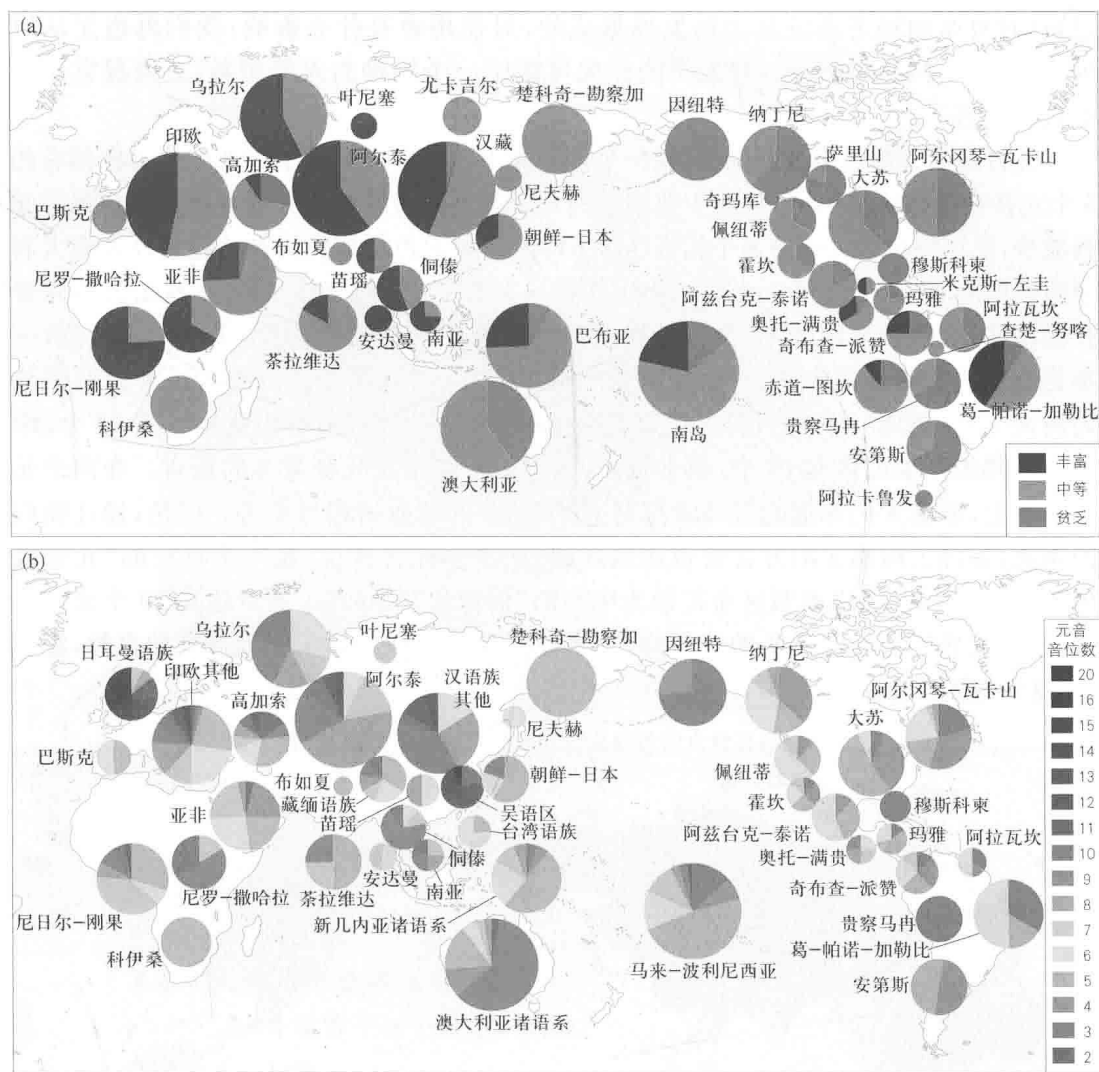 (a)
乌拉尔
叶尼塞
尤卡吉尔
楚科奇-勘察加
因纽特
纳丁尼
印欧
高加索
阿尔泰
汉藏
萨里山
阿尔冈琴-瓦卡山
大苏
巴斯克
尼夫赫
奇玛库
佩纽蒂
布如夏
朝鲜-日本
尼罗-撒哈拉
亚非
苗瑶
侗傣
霍坎
穆斯科柬
米克斯-左圭
阿兹台克-泰诺
玛雅
阿拉瓦坎
奥托-满贵
查楚-努喀
奇布查-派赞
茶拉维达
安达曼
南亚
巴布亚
尼日尔-刚果
赤道-图坎
科伊桑
南岛
贵察马冉
葛-帕诺-加勒比
澳大利亚
安第斯
阿拉卡鲁发
丰富
中等
贫乏
(b)
乌拉尔
叶尼塞
楚科奇-勘察加
因纽特
纳丁尼
元音
音位数
日耳曼语族
印欧其他
高加索
阿尔泰
汉语族
其他
阿尔冈琴-瓦卡山
大苏
尼夫赫
巴斯克
布如夏
藏缅语族
朝鲜-日本
佩纽蒂
霍坎
穆斯科柬
亚非
苗瑶
吴语区
台湾语族
阿兹台克-泰诺
玛雅
阿拉瓦坎
奥托-满贵
侗傣
尼罗-撒哈拉
茶拉维达
安达曼
南亚
奇布查-派赞
尼日尔-刚果
新几内亚诸语系
贵察马冉
科伊桑
马来-波利尼西亚
葛-帕诺-加勒比
安第斯
澳大利亚诸语系
20
16
15
14
13
12
11
10
9
8
7
6
5
4
3
2